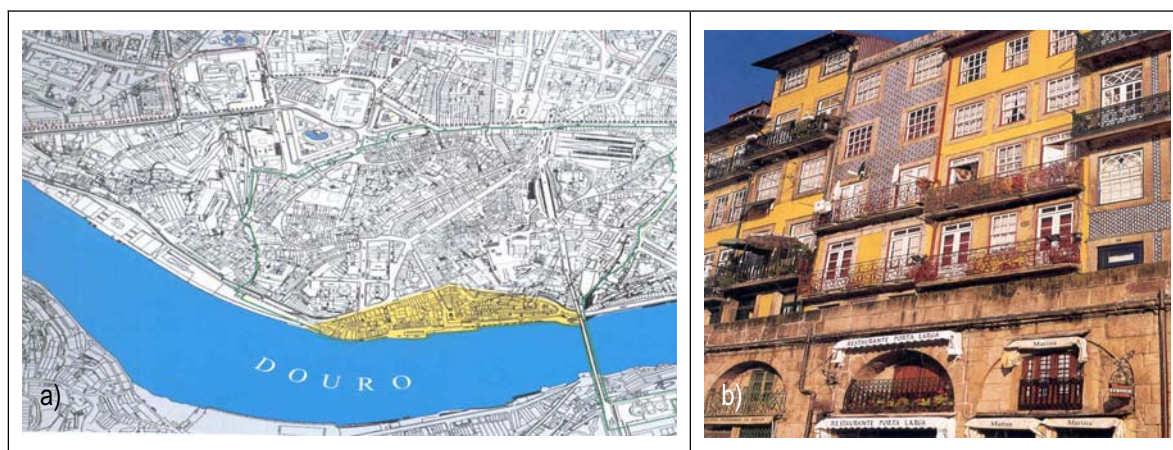 DOURO
a)
RESTAURANTE PORTA LARGA
Marina
RESTAURANTE PORTA LARGA
Marina
Marina
b)